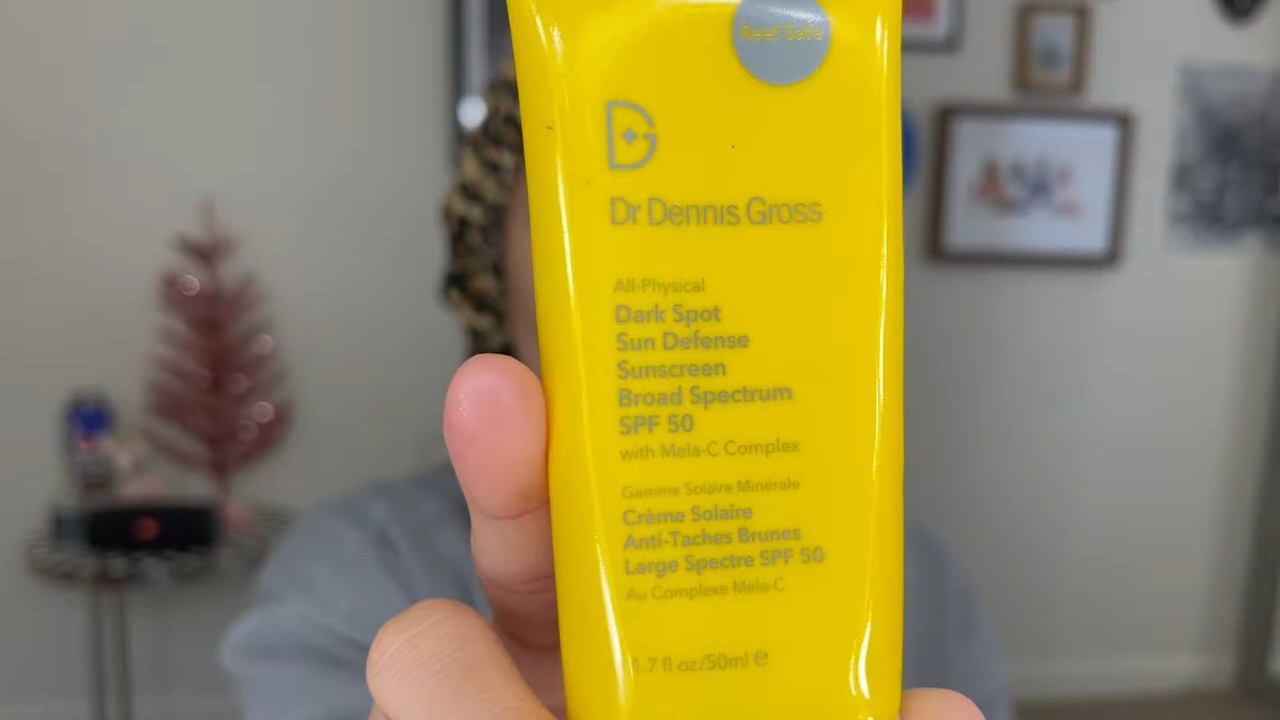 Reef Safe
Dr Dennis Gross
All-Physical
Dark Spot
Sun Defense
Sunscreen
Broad Spectrum
SPF 50
with Mela-C Complex
Gamme Solaire Minérale
Crème Solaire
Anti-Taches Brunes
Large Spectre SPF 50
Au Complexe Mela-C
1.7 fl oz/50ml ℮